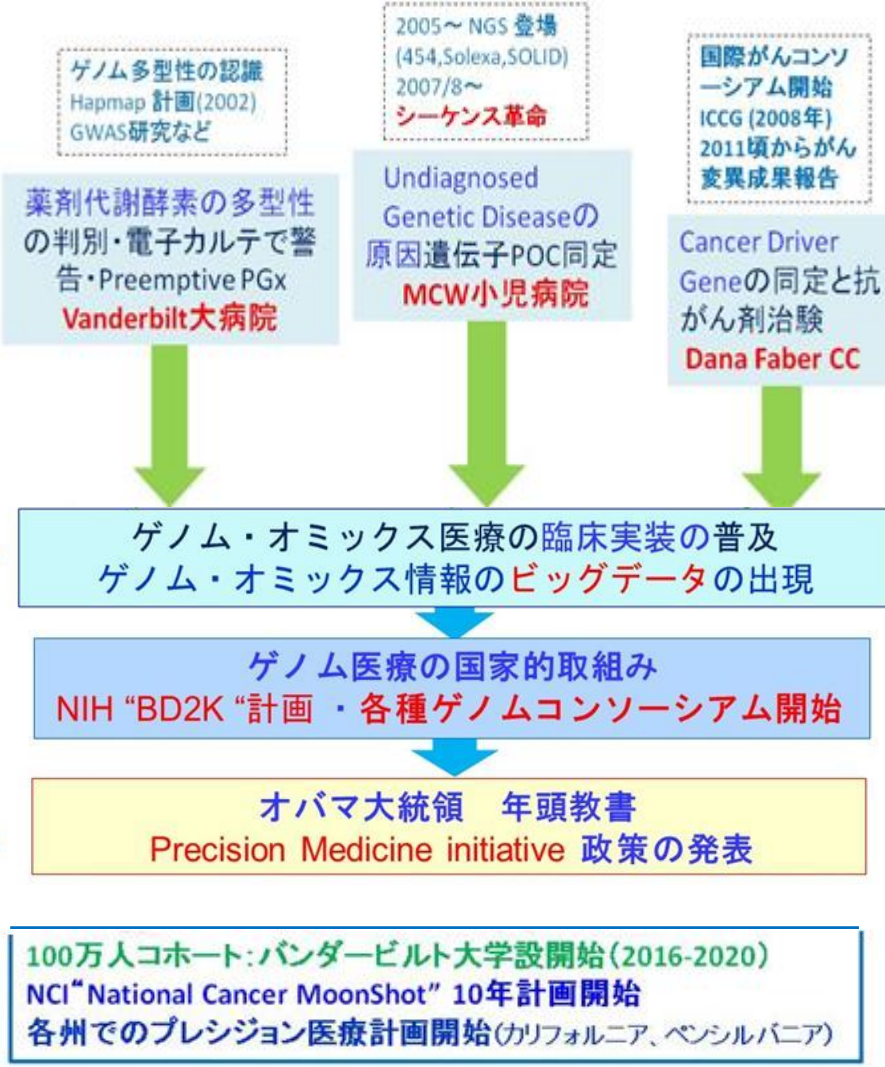 ゲノム多型性の認識
Hapmap 計画(2002)
GWAS研究など
薬剤代謝酵素の多型性
の判別・電子カルテで警
告・Preemptive PGx
Vanderbilt大病院
2005～ NGS 登場
(454,Solexa,SOLID)
2007/8～
シーケンス革命
Undiagnosed
Genetic Diseaseの
原因遺伝子POC同定
MCW小児病院
国際がんコンソ
ーシアム開始
ICCG (2008年)
2011頃からがん
変異成果報告
Cancer Driver
Geneの同定と抗
がん剤治験
Dana Faber CC
ゲノム・オミックス医療の臨床実装の普及
ゲノム・オミックス情報のビッグデータの出現
ゲノム医療の国家的取組み
NIH “BD2K “計画 ・各種ゲノムコンソーシアム開始
オバマ大統領　年頭教書
Precision Medicine initiative 政策の発表
100万人コホート：バンダービルト大学設開始(2016-2020)
NCI“National Cancer MoonShot” 10年計画開始
各州でのプレシジョン医療計画開始(カリフォルニア、ペンシルバニア)